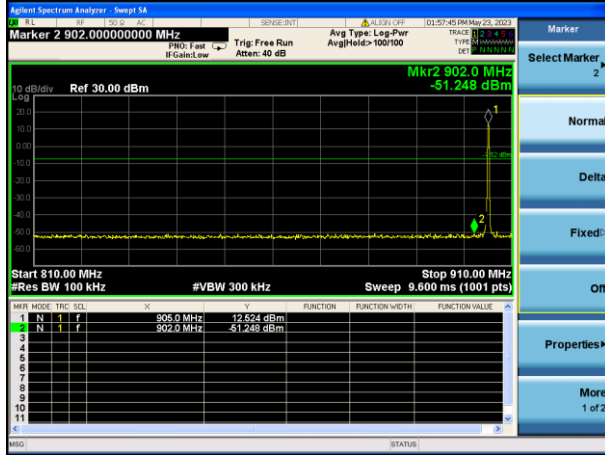 Agilent Spectrum Analyzer - Swept SA
RL RF 50 Ω AC SENSE:INT ALIGN OFF 01:57:45 PM May 23, 2023
Marker 2 902.000000000 MHz
PNO: Fast
IFGain:Low
Trig: Free Run
Atten: 40 dB
Avg Type: Log-Pwr
Avg|Hold>100/100
TRACE 1 2 3 4 5 6
TYPE
DET P N N N N N
Mkr2 902.0 MHz
-51.248 dBm
10 dB/div Ref 30.00 dBm
Log
20.0
10.0
0.00
-10.0
-20.0
-30.0
-40.0
-50.0
-60.0
1
2
Start 810.00 MHz Stop 910.00 MHz
#Res BW 100 kHz #VBW 300 kHz Sweep 9.600 ms (1001 pts)
MKR MODE TRC SCL X Y FUNCTION FUNCTION WIDTH FUNCTION VALUE
1 N 1 f 905.0 MHz 12.524 dBm
2 N 1 f 902.0 MHz -51.248 dBm
3
4
5
6
7
8
9
10
11
MSG STATUS
Marker
Select Marker
2
Normal
Delta
Fixed
Off
Properties
More
1 of 2